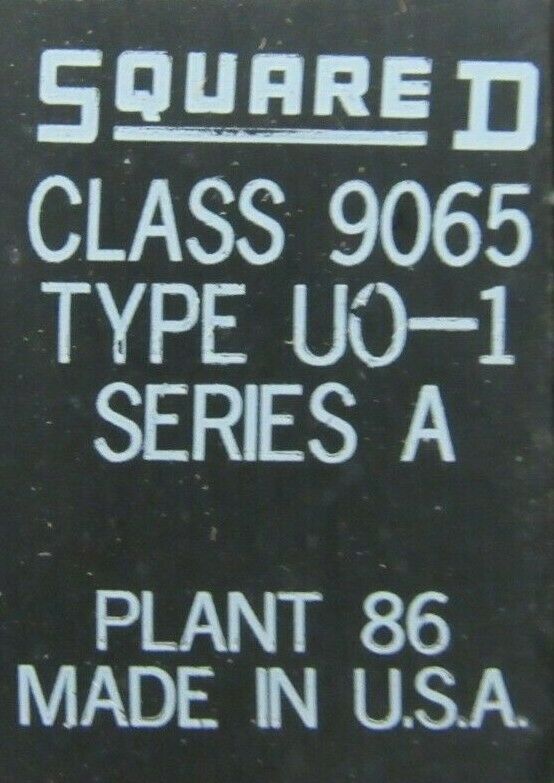 SQUARE D
CLASS 9065
TYPE UO-1
SERIES A
PLANT 86
MADE IN U.S.A.